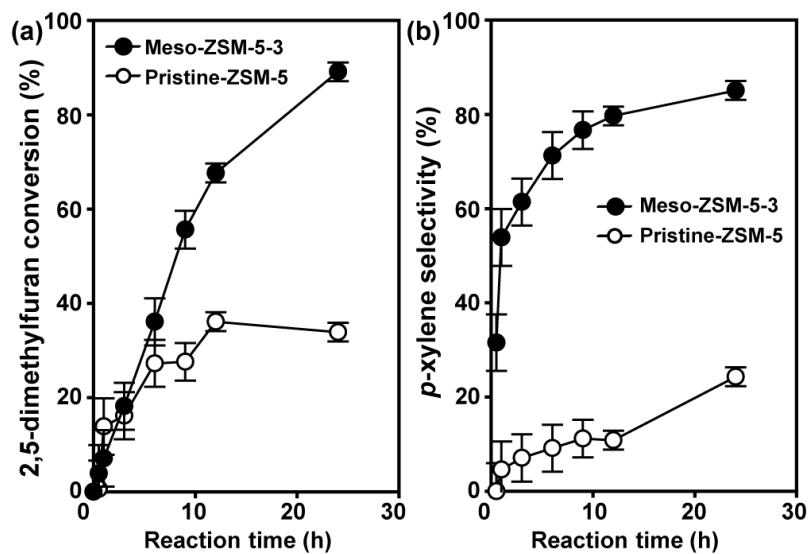 (a)
Meso-ZSM-5-3
Pristine-ZSM-5
2,5-dimethylfuran conversion (%)
100
80
60
40
20
0
0 10 20 30
Reaction time (h)
(b)
Meso-ZSM-5-3
Pristine-ZSM-5
p-xylene selectivity (%)
100
80
60
40
20
0
0 10 20 30
Reaction time (h)